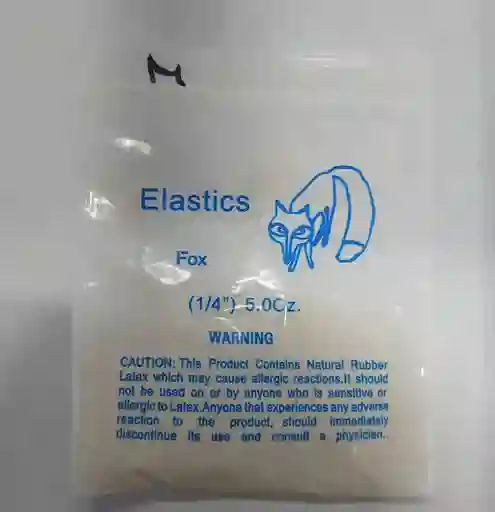 M
Elastics
Fox
(1/4") 5.0Oz.
WARNING
CAUTION: This Product Contains Natural Rubber
Latex which may cause allergic reactions.It should
not be used on or by anyone who is sensitive or
allergic to Latex.Anyone that experiences any adverse
reaction to the product, should immediately
discontinue its use and consult a physician.